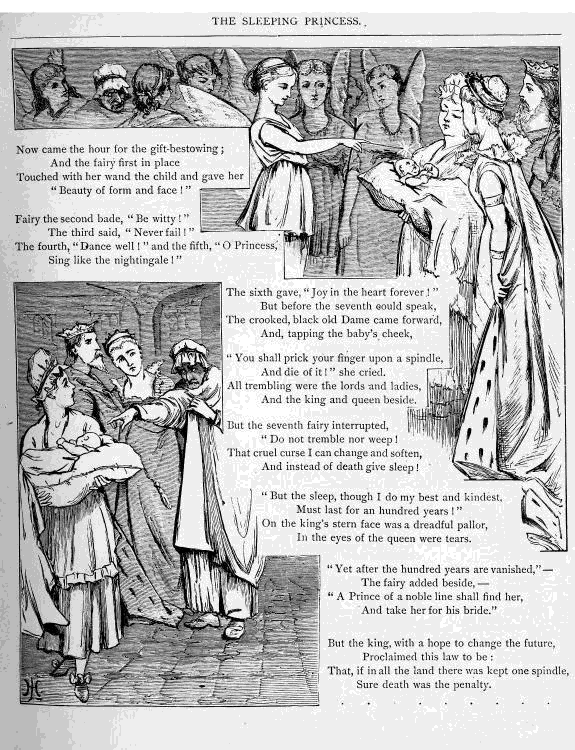 THE SLEEPING PRINCESS.
Now came the hour for the gift-bestowing;
And the fairy first in place
Touched with her wand the child and gave her
"Beauty of form and face!"
Fairy the second bade, "Be witty!"
The third said, "Never fail!"
The fourth, "Dance well!" and the fifth, "O Princess,
Sing like the nightingale!"
The sixth gave, "Joy in the heart forever!"
But before the seventh could speak,
The crooked, black old Dame came forward,
And, tapping the baby's cheek,
"You shall prick your finger upon a spindle,
And die of it!" she cried.
All trembling were the lords and ladies,
And the king and queen beside.
But the seventh fairy interrupted,
"Do not tremble nor weep!
That cruel curse I can change and soften,
And instead of death give sleep!
"But the sleep, though I do my best and kindest,
Must last for an hundred years!"
On the king's stern face was a dreadful pallor,
In the eyes of the queen were tears.
"Yet after the hundred years are vanished,"—
The fairy added beside,—
"A Prince of a noble line shall find her,
And take her for his bride."
But the king, with a hope to change the future,
Proclaimed this law to be:
That, if in all the land there was kept one spindle,
Sure death was the penalty.